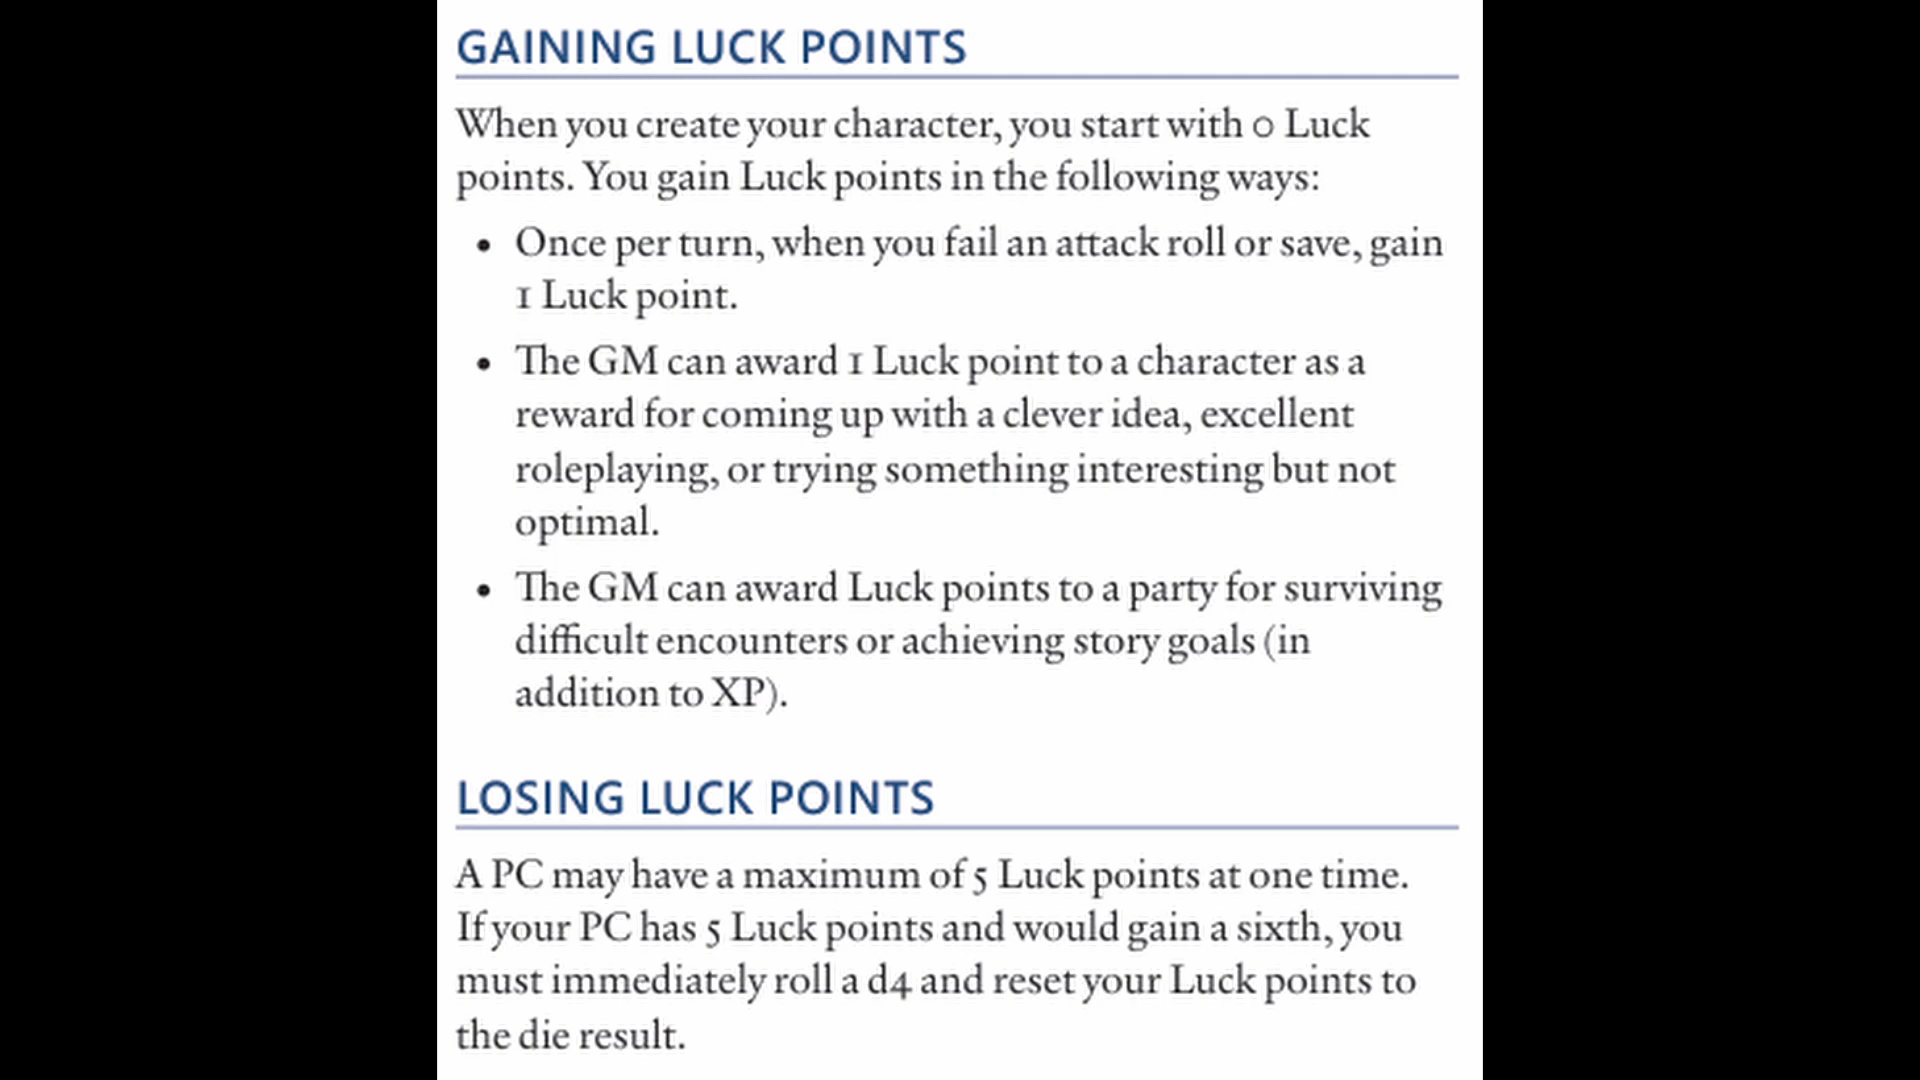 GAINING LUCK POINTS
When you create your character, you start with 0 Luck
points. You gain Luck points in the following ways:
• Once per turn, when you fail an attack roll or save, gain
1 Luck point.
• The GM can award 1 Luck point to a character as a
reward for coming up with a clever idea, excellent
roleplaying, or trying something interesting but not
optimal.
• The GM can award Luck points to a party for surviving
difficult encounters or achieving story goals (in
addition to XP).
LOSING LUCK POINTS
A PC may have a maximum of 5 Luck points at one time.
If your PC has 5 Luck points and would gain a sixth, you
must immediately roll a d4 and reset your Luck points to
the die result.